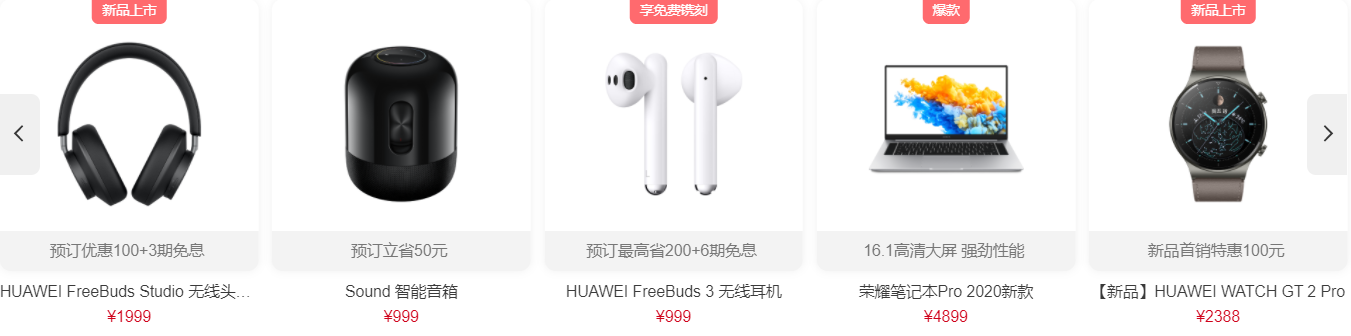 新品上市
享免费镌刻
爆款
新品上市
预订优惠100+3期免息
预订立省50元
预订最高省200+6期免息
16.1高清大屏 强劲性能
新品首销特惠100元
HUAWEI FreeBuds Studio 无线头...
Sound 智能音箱
HUAWEI FreeBuds 3 无线耳机
荣耀笔记本Pro 2020新款
【新品】HUAWEI WATCH GT 2 Pro
¥1999
¥999
¥999
¥4899
¥2388